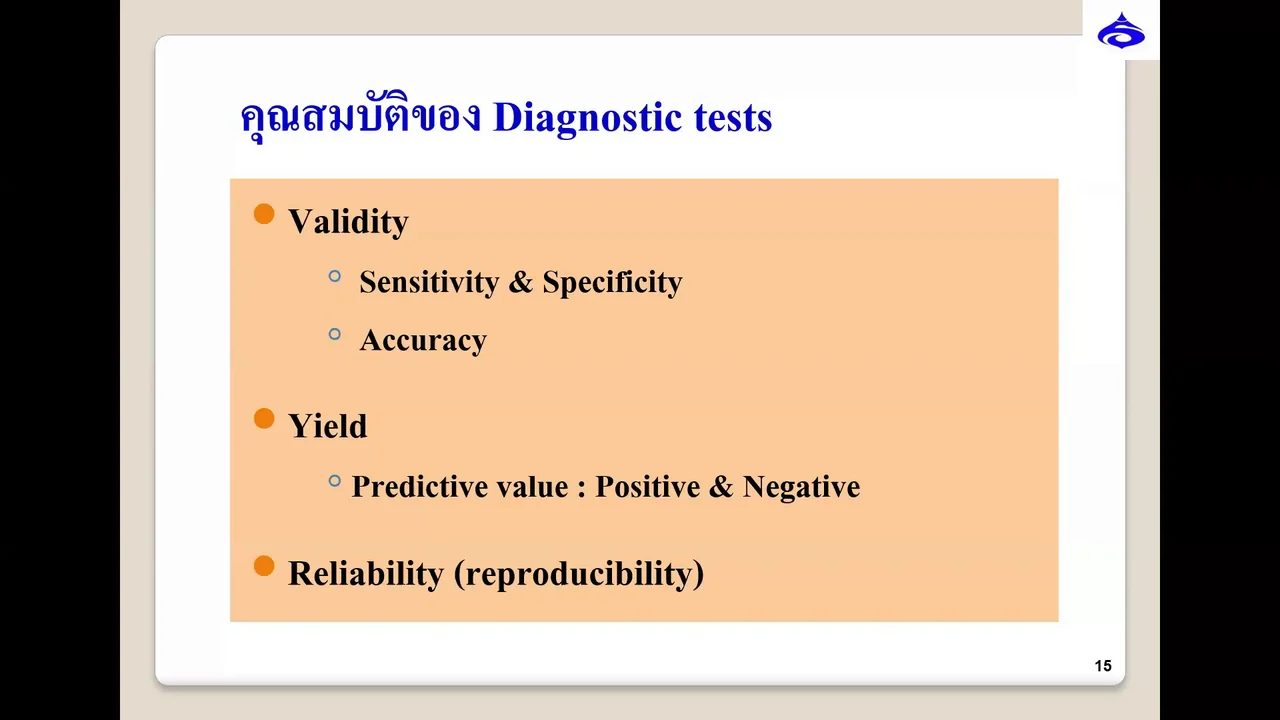 คุณสมบัติของ Diagnostic tests
Validity
Sensitivity & Specificity
Accuracy
Yield
Predictive value : Positive & Negative
Reliability (reproducibility)
15